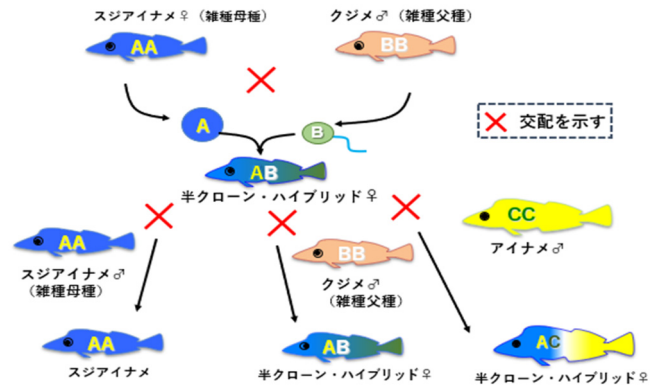 スジアイナメ♀（雑種母種）
クジメ♂（雑種父種）
AA
BB
A
B
交配を示す
AB
半クローン・ハイブリッド♀
CC
アイナメ♂
AA
スジアイナメ♂
（雑種母種）
BB
クジメ♂
（雑種父種）
AA
スジアイナメ
AB
半クローン・ハイブリッド♀
AC
半クローン・ハイブリッド♀